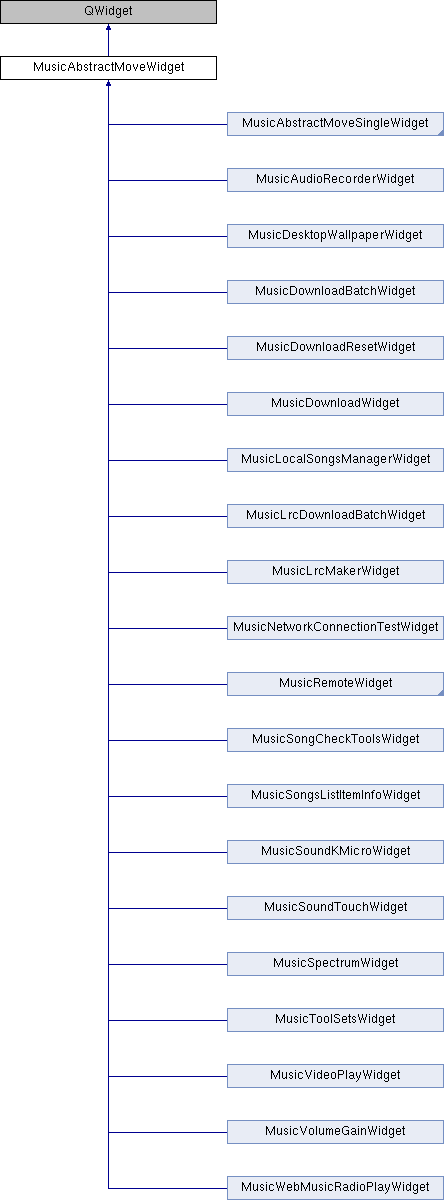 QWidget
MusicAbstractMoveWidget
MusicAbstractMoveSingleWidget
MusicAudioRecorderWidget
MusicDesktopWallpaperWidget
MusicDownloadBatchWidget
MusicDownloadResetWidget
MusicDownloadWidget
MusicLocalSongsManagerWidget
MusicLrcDownloadBatchWidget
MusicLrcMakerWidget
MusicNetworkConnectionTestWidget
MusicRemoteWidget
MusicSongCheckToolsWidget
MusicSongsListItemInfoWidget
MusicSoundKMicroWidget
MusicSoundTouchWidget
MusicSpectrumWidget
MusicToolSetsWidget
MusicVideoPlayWidget
MusicVolumeGainWidget
MusicWebMusicRadioPlayWidget